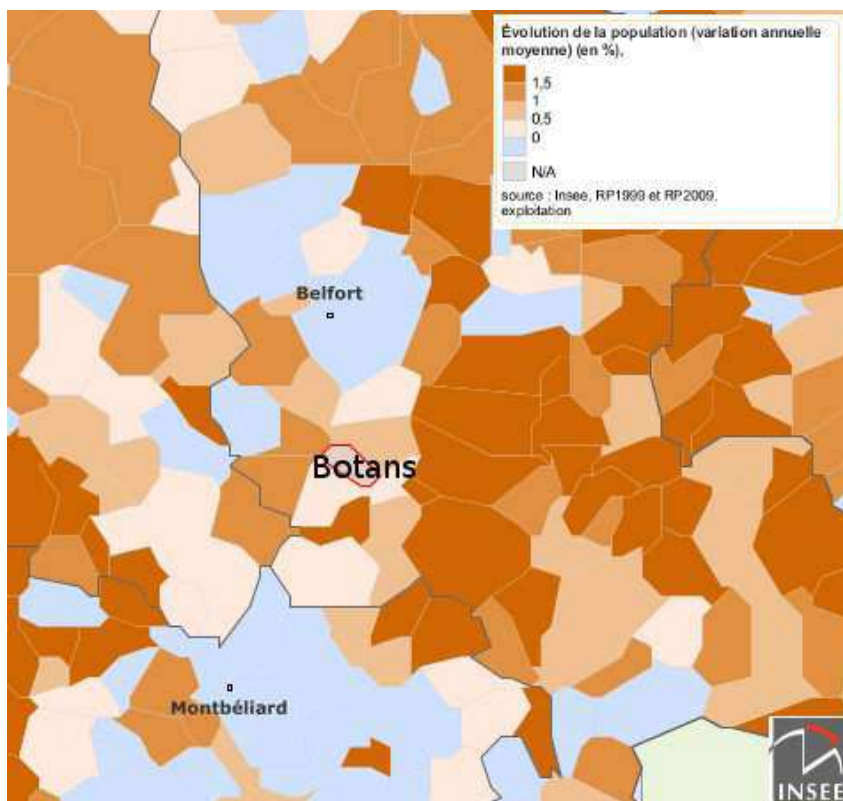 Évolution de la population (variation annuelle
moyenne) (en %),
1,5
1
0,5
0
N/A
source : Insee, RP1999 et RP2009,
exploitation
Belfort
Botans
Montbéliard
INSEE